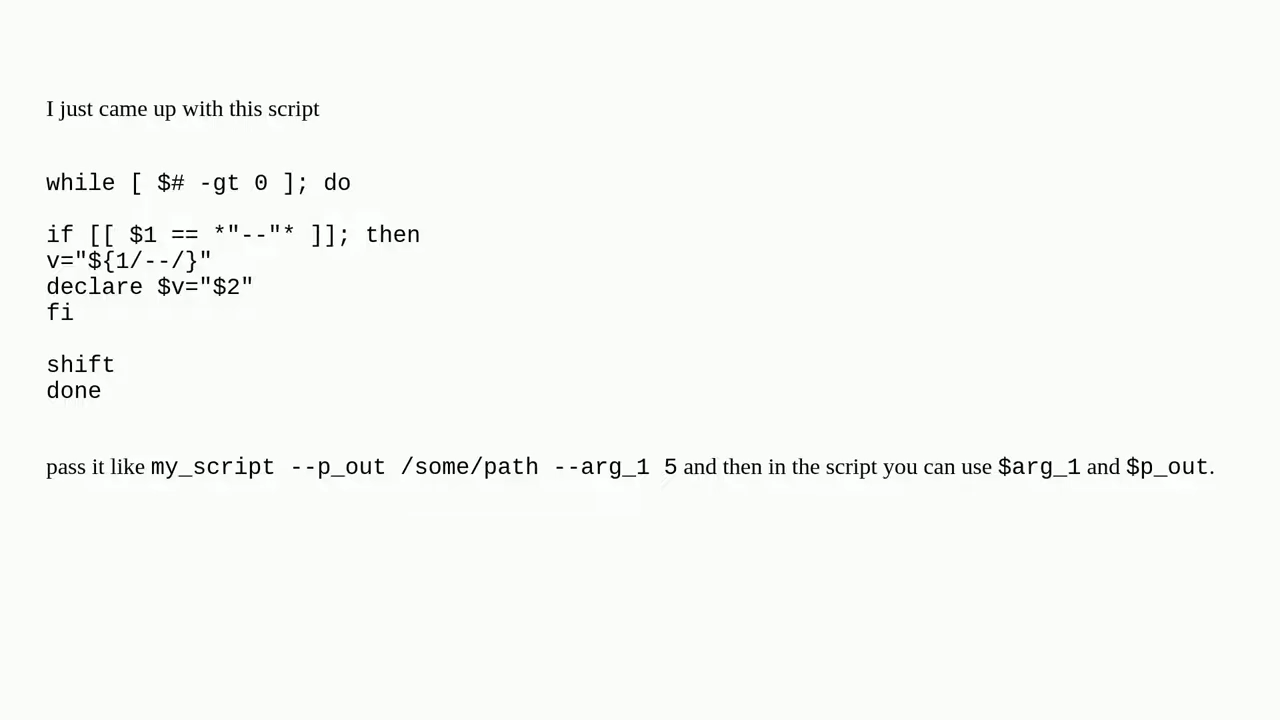 I just came up with this script
while [ $# -gt 0 ]; do
if [[ $1 == *"--"* ]]; then
v="${1/--/}"
declare $v="$2"
fi
shift
done
pass it like my_script --p_out /some/path --arg_1 5 and then in the script you can use $arg_1 and $p_out.